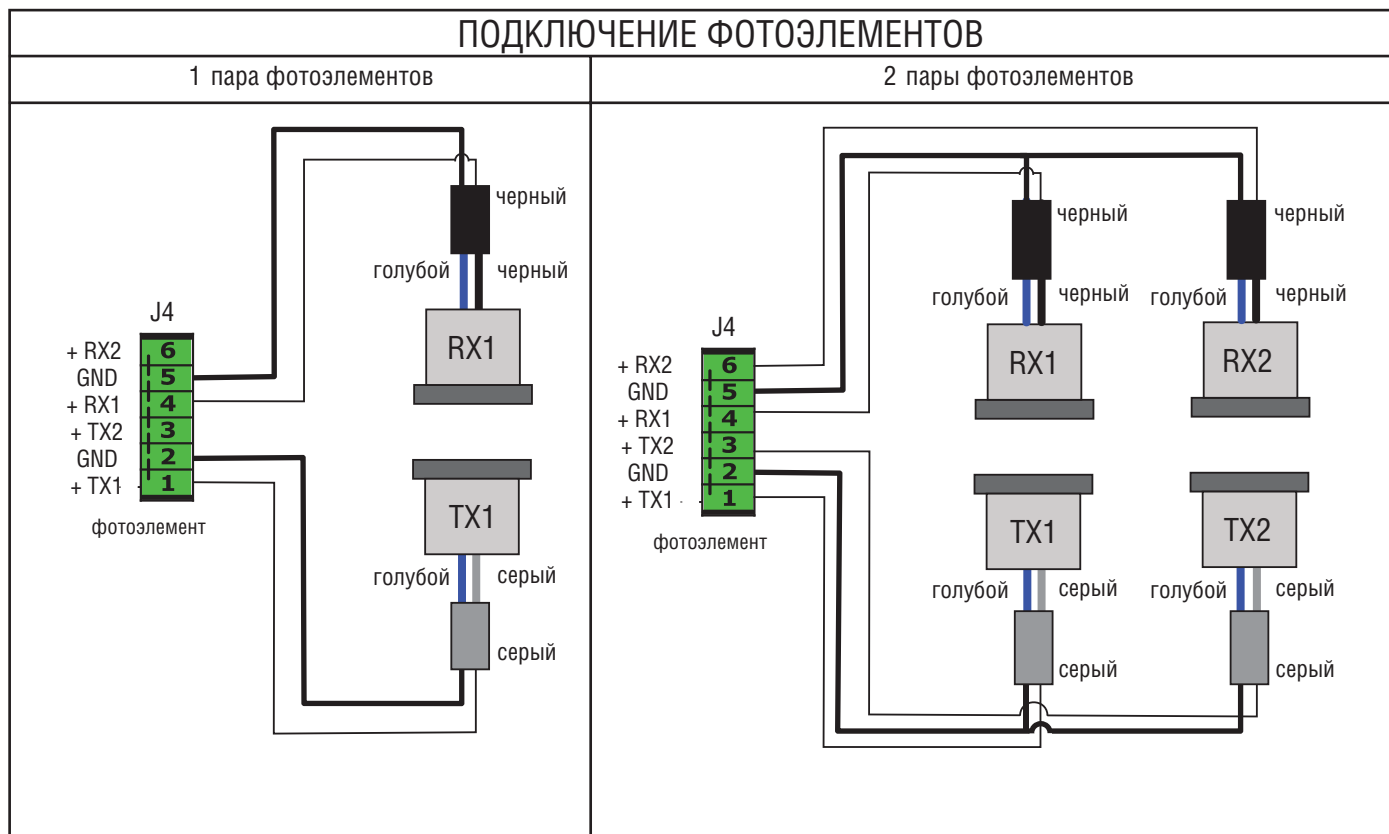 ПОДКЛЮЧЕНИЕ ФОТОЭЛЕМЕНТОВ
1 пара фотоэлементов
2 пары фотоэлементов
черный
голубой
черный
J4
+ RX2 6
GND 5
+ RX1 4
+ TX2 3
GND 2
+ TX1 1
фотоэлемент
RX1
TX1
голубой
серый
серый
черный
черный
голубой
черный
голубой
черный
J4
+ RX2 6
GND 5
+ RX1 4
+ TX2 3
GND 2
+ TX1 1
фотоэлемент
RX1
RX2
TX1
TX2
голубой
серый
голубой
серый
серый
серый